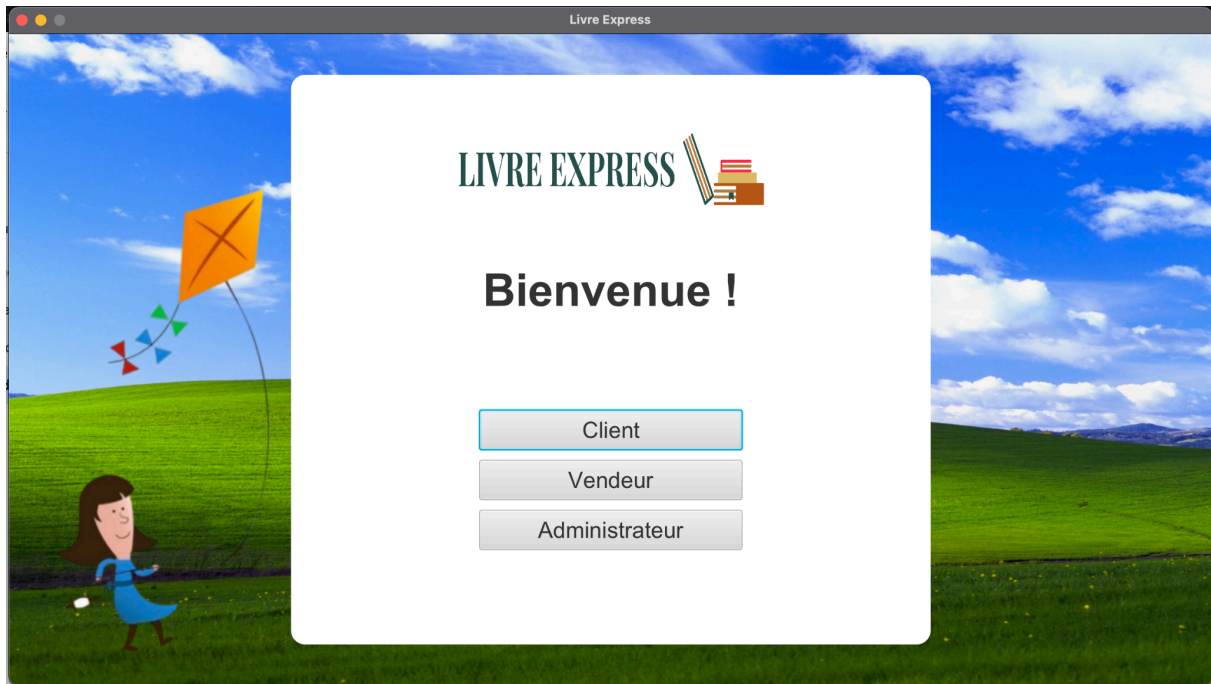 Livre Express
LIVRE EXPRESS
Bienvenue !
Client
Vendeur
Administrateur